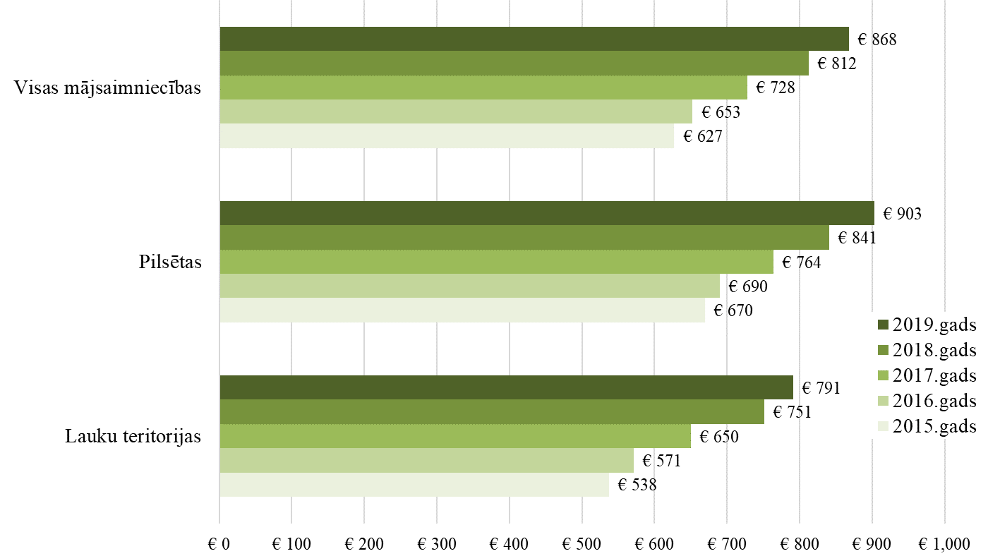 € 868
€ 812
Visas mājsaimniecības
€ 728
€ 653
€ 627
€ 903
€ 841
Pilsētas
€ 764
€ 690
€ 670
2019.gads
2018.gads
2017.gads
2016.gads
2015.gads
€ 791
€ 751
Lauku teritorijas
€ 650
€ 571
€ 538
€ 0 € 100 € 200 € 300 € 400 € 500 € 600 € 700 € 800 € 900 € 1,000